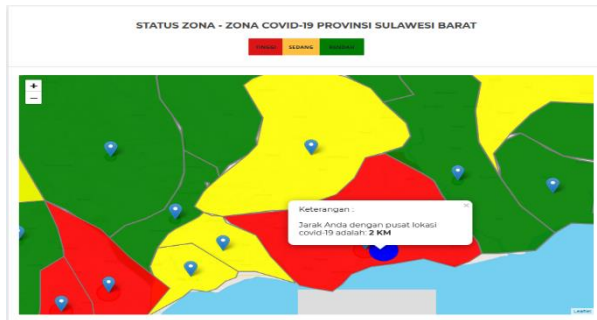 STATUS ZONA - ZONA COVID-19 PROVINSI SULAWESI BARAT
TINGGI SEDANG RENDAH
+
−
Keterangan :
×
Jarak Anda dengan pusat lokasi
covid-19 adalah: 2 KM
Leaflet